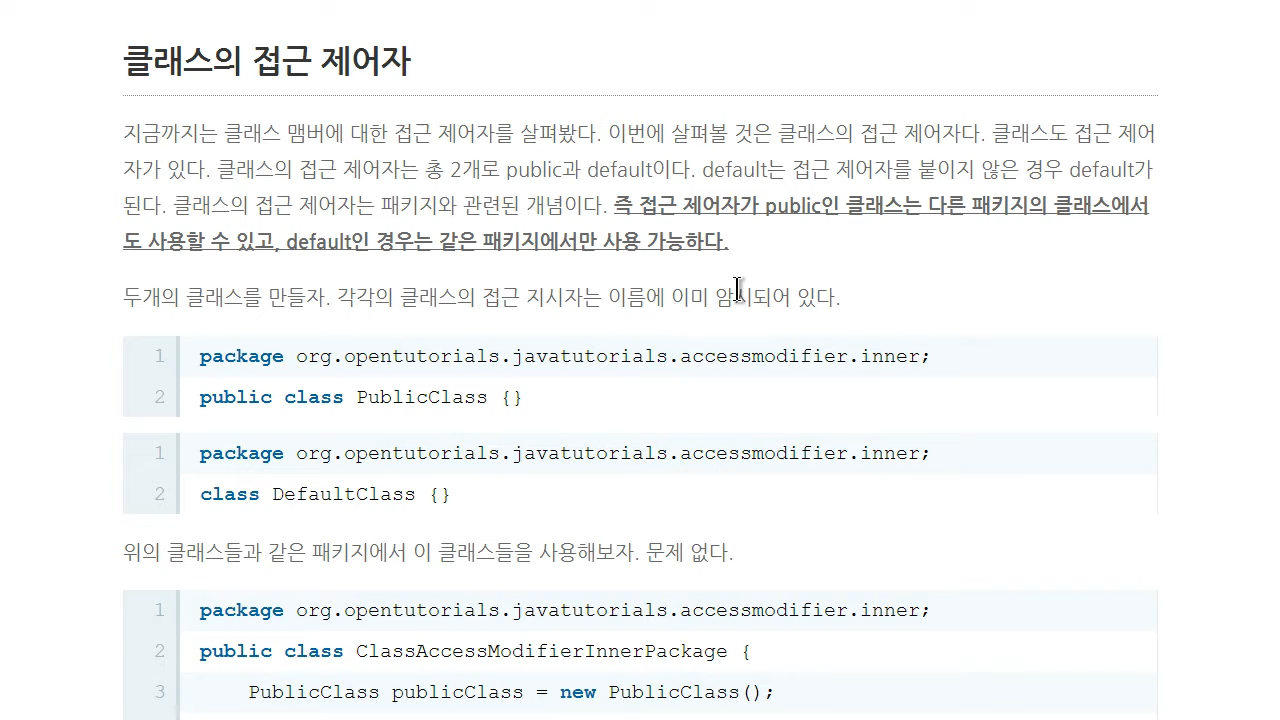 클래스의 접근 제어자
지금까지는 클래스 맴버에 대한 접근 제어자를 살펴봤다. 이번에 살펴볼 것은 클래스의 접근 제어자다. 클래스도 접근 제어
자가 있다. 클래스의 접근 제어자는 총 2개로 public과 default이다. default는 접근 제어자를 붙이지 않은 경우 default가
된다. 클래스의 접근 제어자는 패키지와 관련된 개념이다. 즉 접근 제어자가 public인 클래스는 다른 패키지의 클래스에서
도 사용할 수 있고, default인 경우는 같은 패키지에서만 사용 가능하다.
두개의 클래스를 만들자. 각각의 클래스의 접근 지시자는 이름에 이미 암시되어 있다.
1 package org.opentutorials.javatutorials.accessmodifier.inner;
2 public class PublicClass {}
1 package org.opentutorials.javatutorials.accessmodifier.inner;
2 class DefaultClass {}
위의 클래스들과 같은 패키지에서 이 클래스들을 사용해보자. 문제 없다.
1 package org.opentutorials.javatutorials.accessmodifier.inner;
2 public class ClassAccessModifierInnerPackage {
3 PublicClass publicClass = new PublicClass();